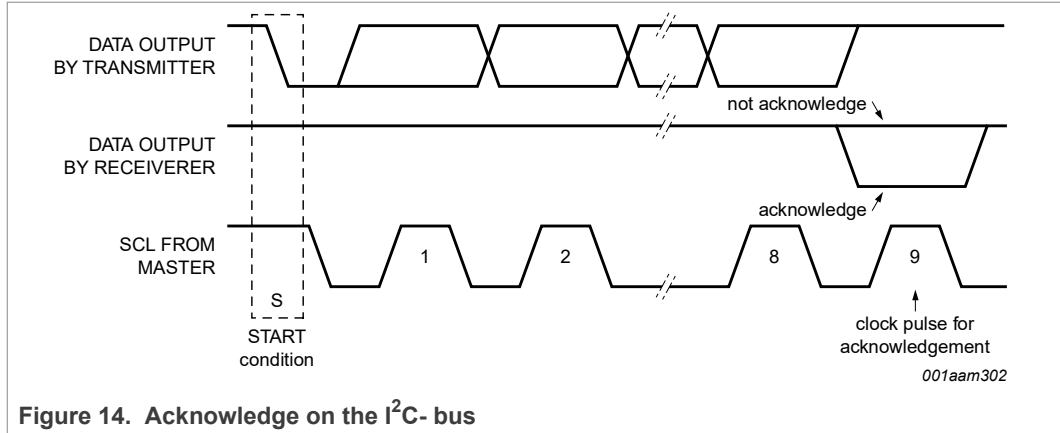 DATA OUTPUT
BY TRANSMITTER
not acknowledge
DATA OUTPUT
BY RECEIVERER
acknowledge
SCL FROM
MASTER
1
2
8
9
S
START
condition
clock pulse for
acknowledgement
001aam302
Figure 14. Acknowledge on the I²C- bus